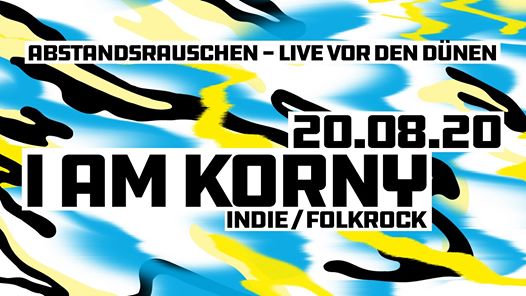 ABSTANDSRAUSCHEN – LIVE VOR DEN DÜNEN
20.08.20
I AM KORNY
INDIE / FOLKROCK